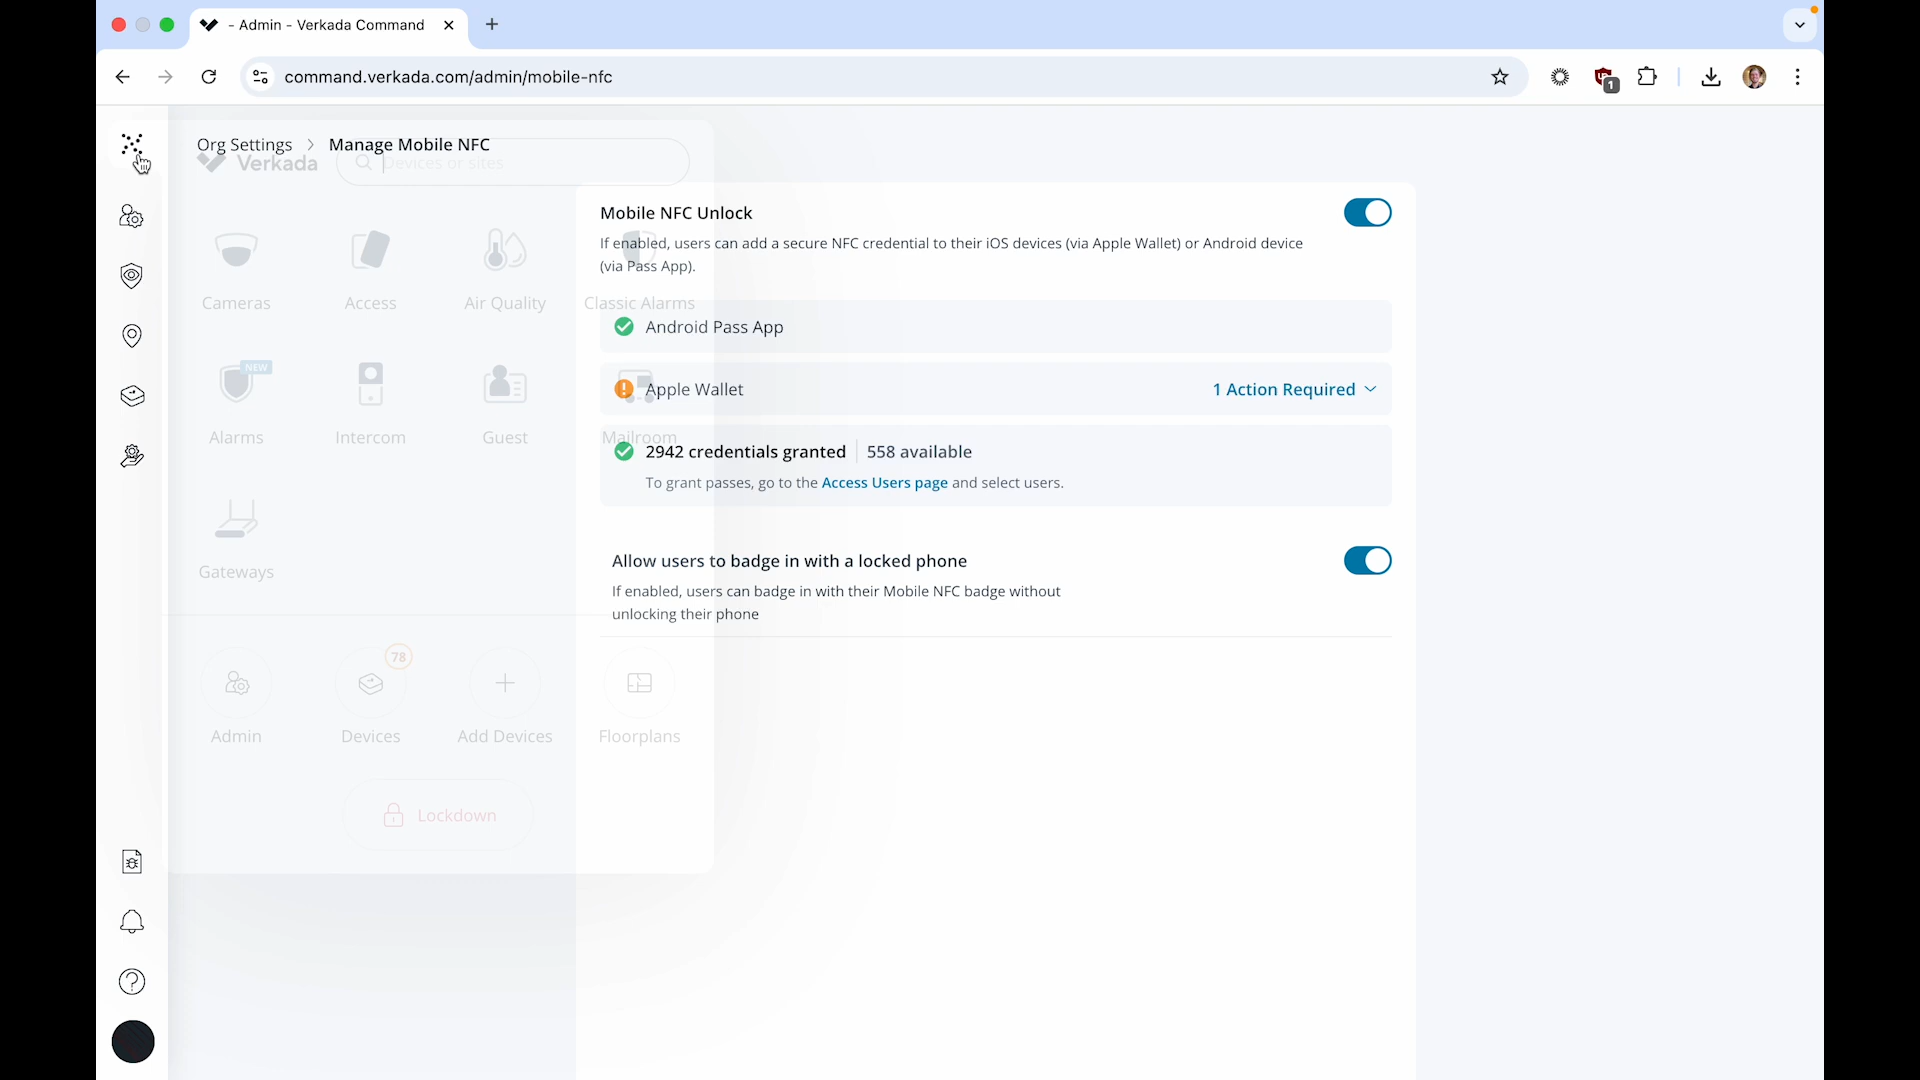 - Admin - Verkada Command
command.verkada.com/admin/mobile-nfc
1
Org Settings > Manage Mobile NFC
Verkada
Devices or sites
Mobile NFC Unlock
If enabled, users can add a secure NFC credential to their iOS devices (via Apple Wallet) or Android device
(via Pass App).
Cameras
Access
Air Quality
Classic Alarms
Android Pass App
NEW
Apple Wallet
1 Action Required
Alarms
Intercom
Guest
Mailroom
2942 credentials granted
558 available
To grant passes, go to the Access Users page and select users.
Gateways
Allow users to badge in with a locked phone
If enabled, users can badge in with their Mobile NFC badge without
unlocking their phone
78
Admin
Devices
Add Devices
Floorplans
Lockdown